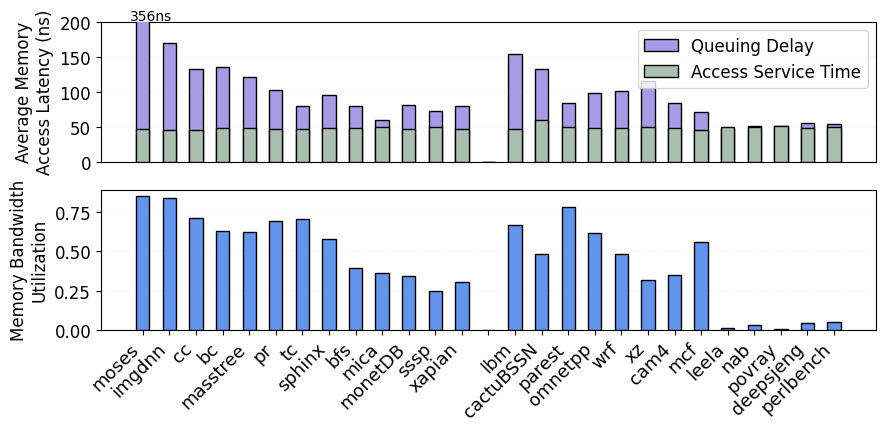 356ns
Average Memory
Access Latency (ns)
200
150
100
50
0
Queuing Delay
Access Service Time
Memory Bandwidth
Utilization
0.75
0.50
0.25
0.00
moses
imgdnn
cc
bc
masstree
pr
tc
sphinx
bfs
mica
monetDB
sssp
xapian
lbm
cactuBSSN
parest
omnetpp
wrf
xz
cam4
mcf
leela
nab
povray
deepsjeng
perlbench